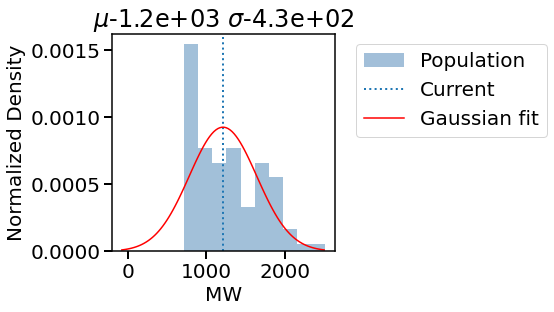 μ-1.2e+03 σ-4.3e+02
Normalized Density
0.0015
0.0010
0.0005
0.0000
0 1000 2000
MW
Population
Current
Gaussian fit